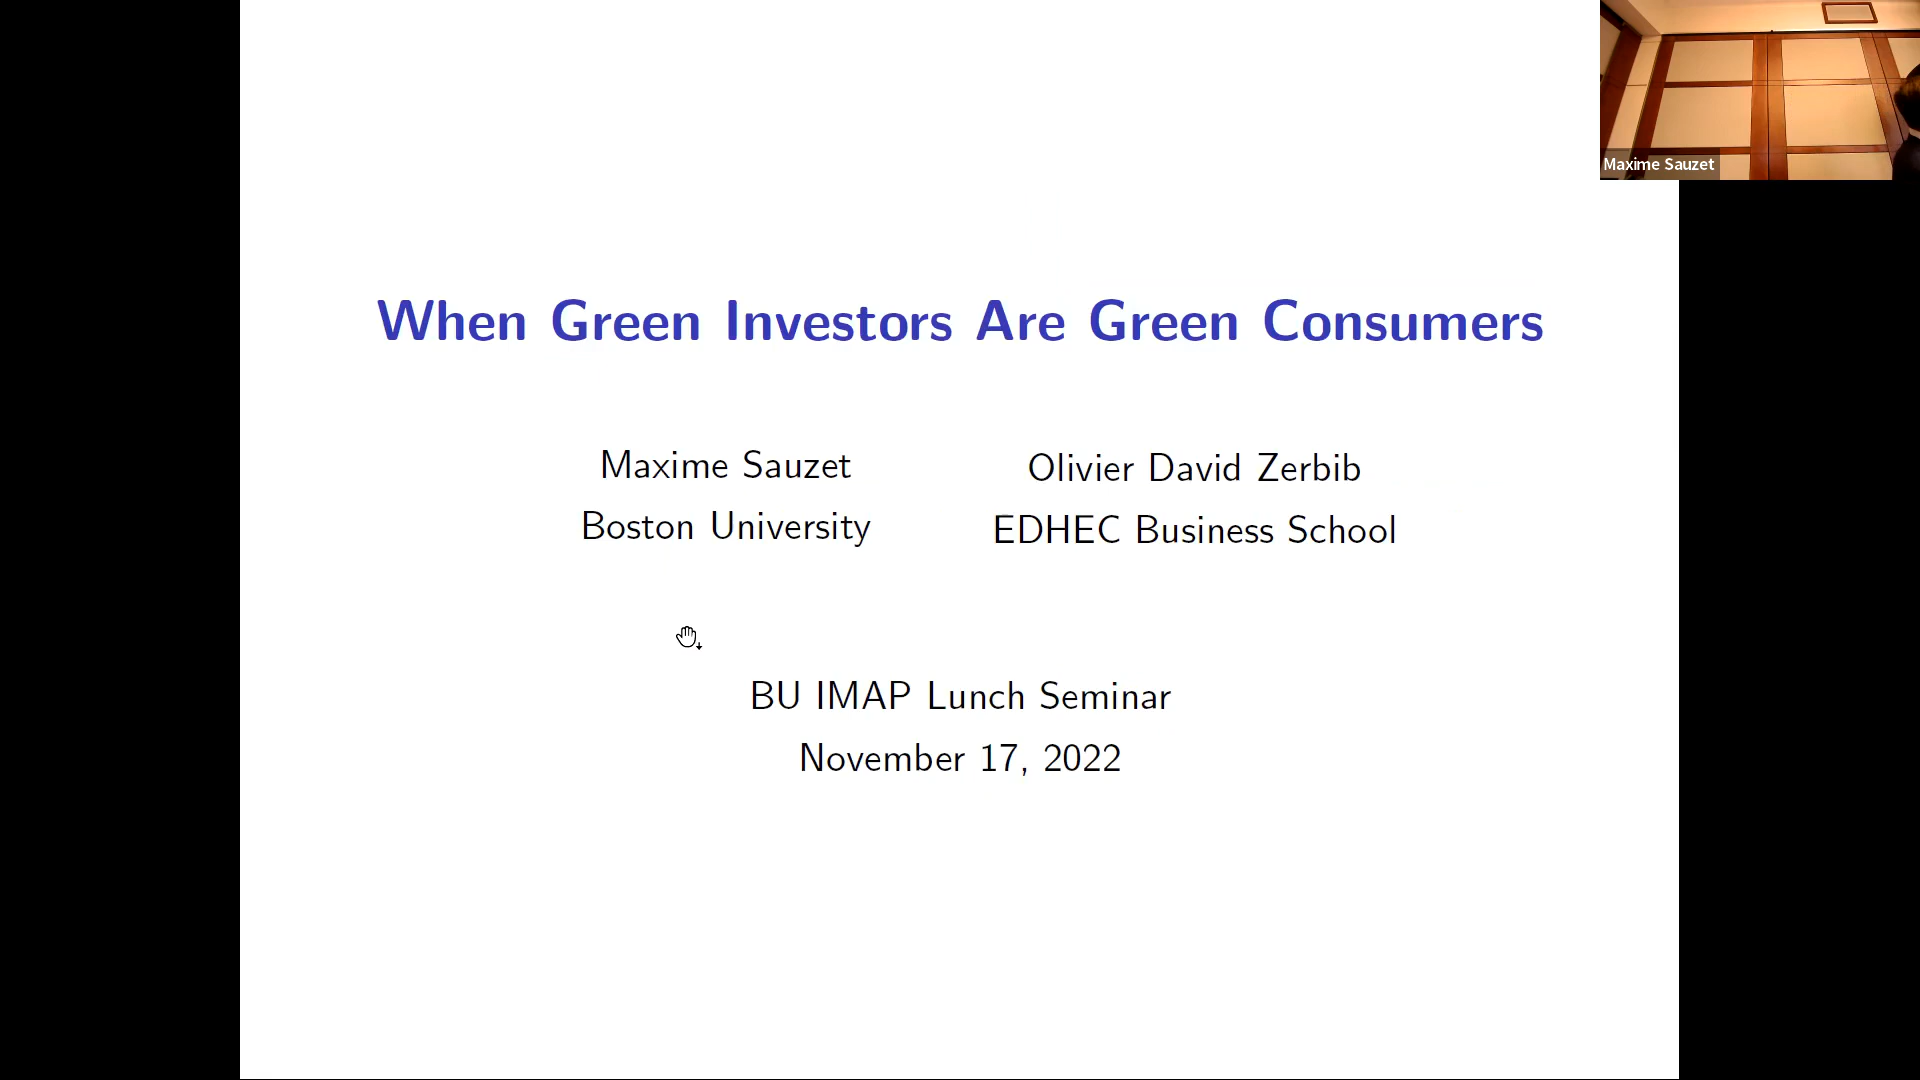 When Green Investors Are Green Consumers
Maxime Sauzet
Boston University
Olivier David Zerbib
EDHEC Business School
BU IMAP Lunch Seminar
November 17, 2022
Maxime Sauzet